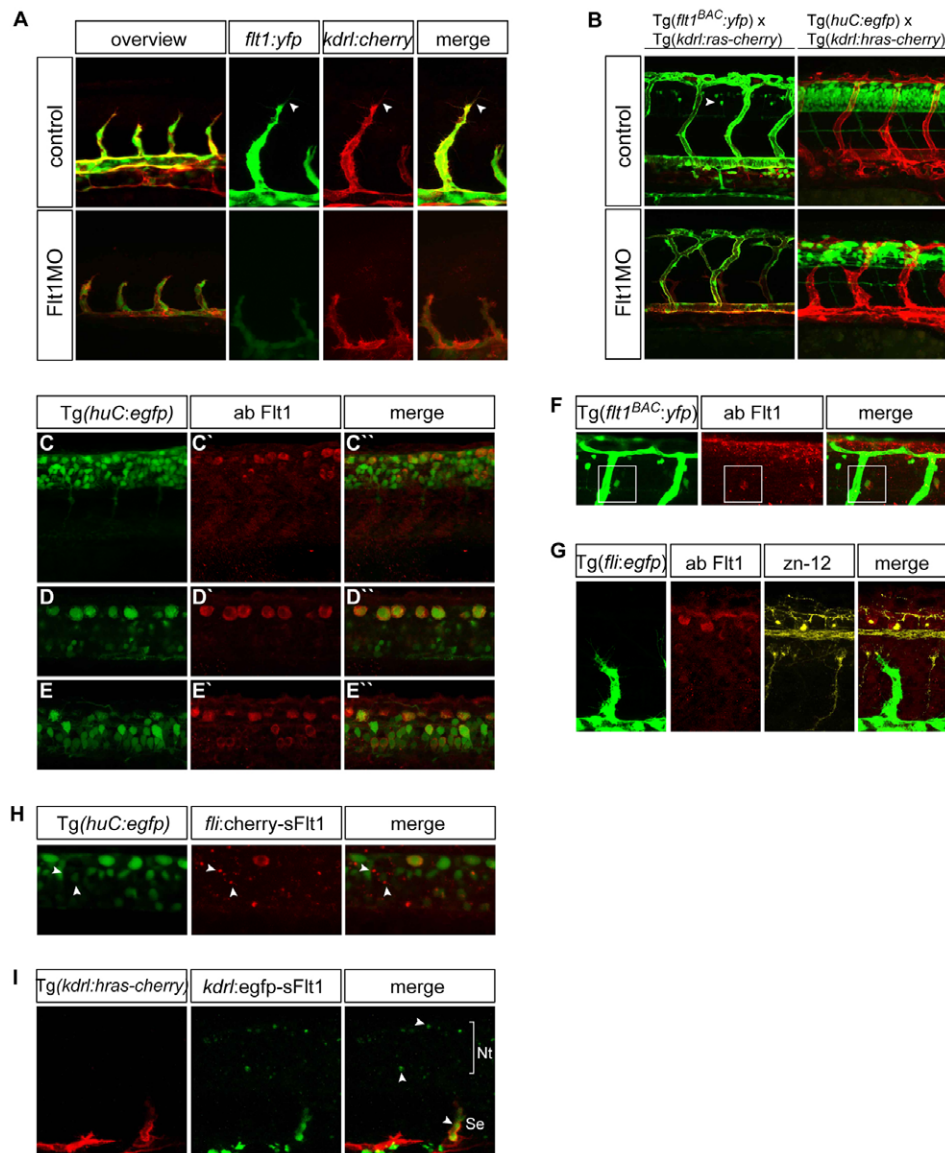 A
overview
flt1:yfp
kdrl:cherry
merge
control
Flt1MO
B
Tg(flt1BAC:yfp) x
Tg(kdrl:ras-cherry)
Tg(huC:egfp) x
Tg(kdrl:hras-cherry)
control
Flt1MO
Tg(huC:egfp)
ab Flt1
merge
C
C`
C``
D
D`
D``
E
E`
E``
F
Tg(flt1BAC:yfp)
ab Flt1
merge
G
Tg(fli:egfp)
ab Flt1
zn-12
merge
H
Tg(huC:egfp)
fli:cherry-sFlt1
merge
I
Tg(kdrl:hras-cherry)
kdrl:egfp-sFlt1
merge
Nt
Se